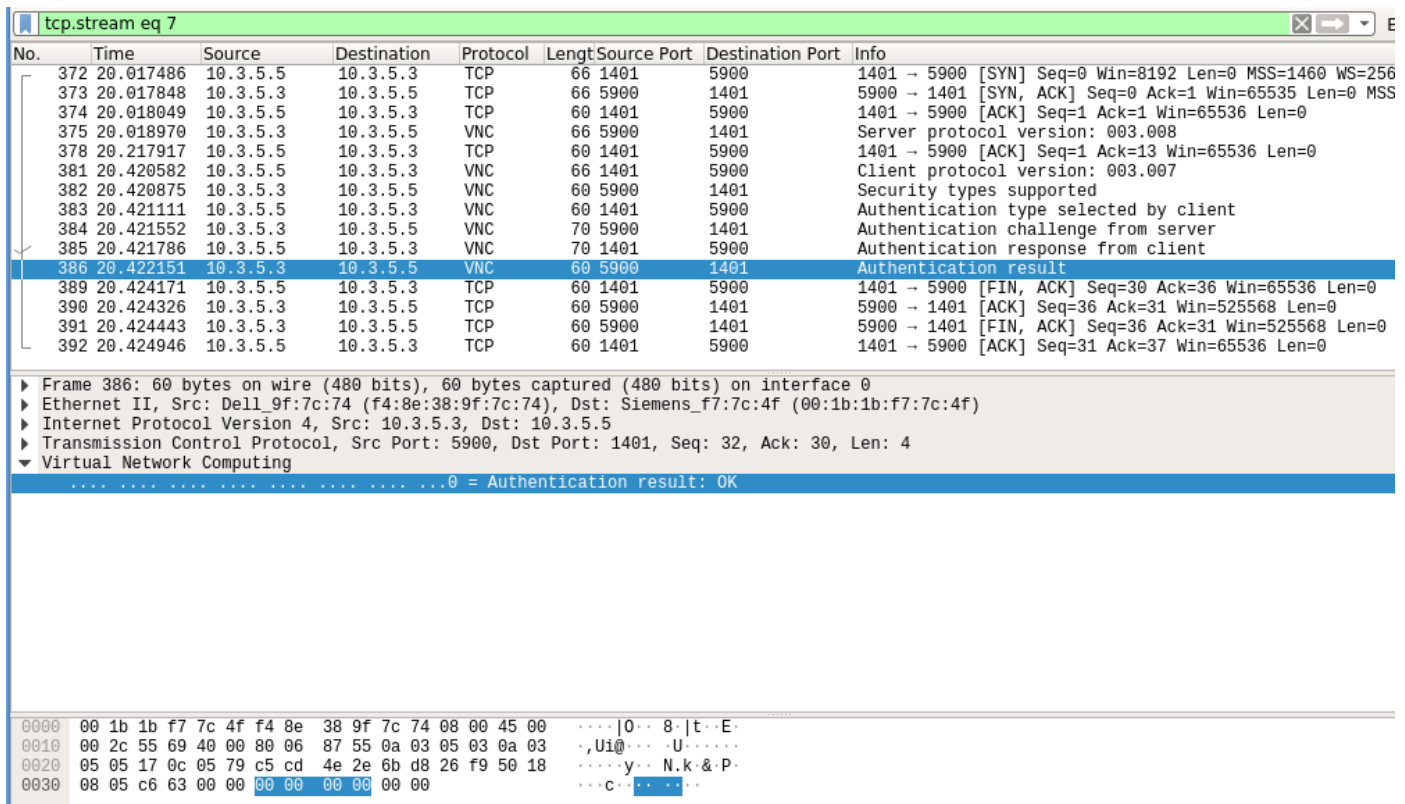 tcp.stream eq 7
No. Time Source Destination Protocol Lengt Source Port Destination Port Info
372 20.017486 10.3.5.5 10.3.5.3 TCP 66 1401 5900 1401 → 5900 [SYN] Seq=0 Win=8192 Len=0 MSS=1460 WS=256
373 20.017848 10.3.5.3 10.3.5.5 TCP 66 5900 1401 5900 → 1401 [SYN, ACK] Seq=0 Ack=1 Win=65535 Len=0 MSS
374 20.018049 10.3.5.5 10.3.5.3 TCP 60 1401 5900 1401 → 5900 [ACK] Seq=1 Ack=1 Win=65536 Len=0
375 20.018970 10.3.5.3 10.3.5.5 VNC 66 5900 1401 Server protocol version: 003.008
378 20.217917 10.3.5.5 10.3.5.3 TCP 60 1401 5900 1401 → 5900 [ACK] Seq=1 Ack=13 Win=65536 Len=0
381 20.420582 10.3.5.5 10.3.5.3 VNC 66 1401 5900 Client protocol version: 003.007
382 20.420875 10.3.5.3 10.3.5.5 VNC 60 5900 1401 Security types supported
383 20.421111 10.3.5.5 10.3.5.3 VNC 60 1401 5900 Authentication type selected by client
384 20.421552 10.3.5.3 10.3.5.5 VNC 70 5900 1401 Authentication challenge from server
385 20.421786 10.3.5.5 10.3.5.3 VNC 70 1401 5900 Authentication response from client
386 20.422151 10.3.5.3 10.3.5.5 VNC 60 5900 1401 Authentication result
389 20.424171 10.3.5.5 10.3.5.3 TCP 60 1401 5900 1401 → 5900 [FIN, ACK] Seq=30 Ack=36 Win=65536 Len=0
390 20.424326 10.3.5.3 10.3.5.5 TCP 60 5900 1401 5900 → 1401 [ACK] Seq=36 Ack=31 Win=525568 Len=0
391 20.424443 10.3.5.3 10.3.5.5 TCP 60 5900 1401 5900 → 1401 [FIN, ACK] Seq=36 Ack=31 Win=525568 Len=0
392 20.424946 10.3.5.5 10.3.5.3 TCP 60 1401 5900 1401 → 5900 [ACK] Seq=31 Ack=37 Win=65536 Len=0
Frame 386: 60 bytes on wire (480 bits), 60 bytes captured (480 bits) on interface 0
Ethernet II, Src: Dell_9f:7c:74 (f4:8e:38:9f:7c:74), Dst: Siemens_f7:7c:4f (00:1b:1b:f7:7c:4f)
Internet Protocol Version 4, Src: 10.3.5.3, Dst: 10.3.5.5
Transmission Control Protocol, Src Port: 5900, Dst Port: 1401, Seq: 32, Ack: 30, Len: 4
Virtual Network Computing
.... .... .... .... .... .... .... ...0 = Authentication result: OK
0000 00 1b 1b f7 7c 4f f4 8e 38 9f 7c 74 08 00 45 00 ····|O·· 8·|t··E·
0010 00 2c 55 69 40 00 80 06 87 55 0a 03 05 03 0a 03 ·,Ui@··· ·U······
0020 05 05 17 0c 05 79 c5 cd 4e 2e 6b d8 26 f9 50 18 ·····y·· N.k·&·P·
0030 08 05 c6 63 00 00 00 00 00 00 00 00 ···c···· ····